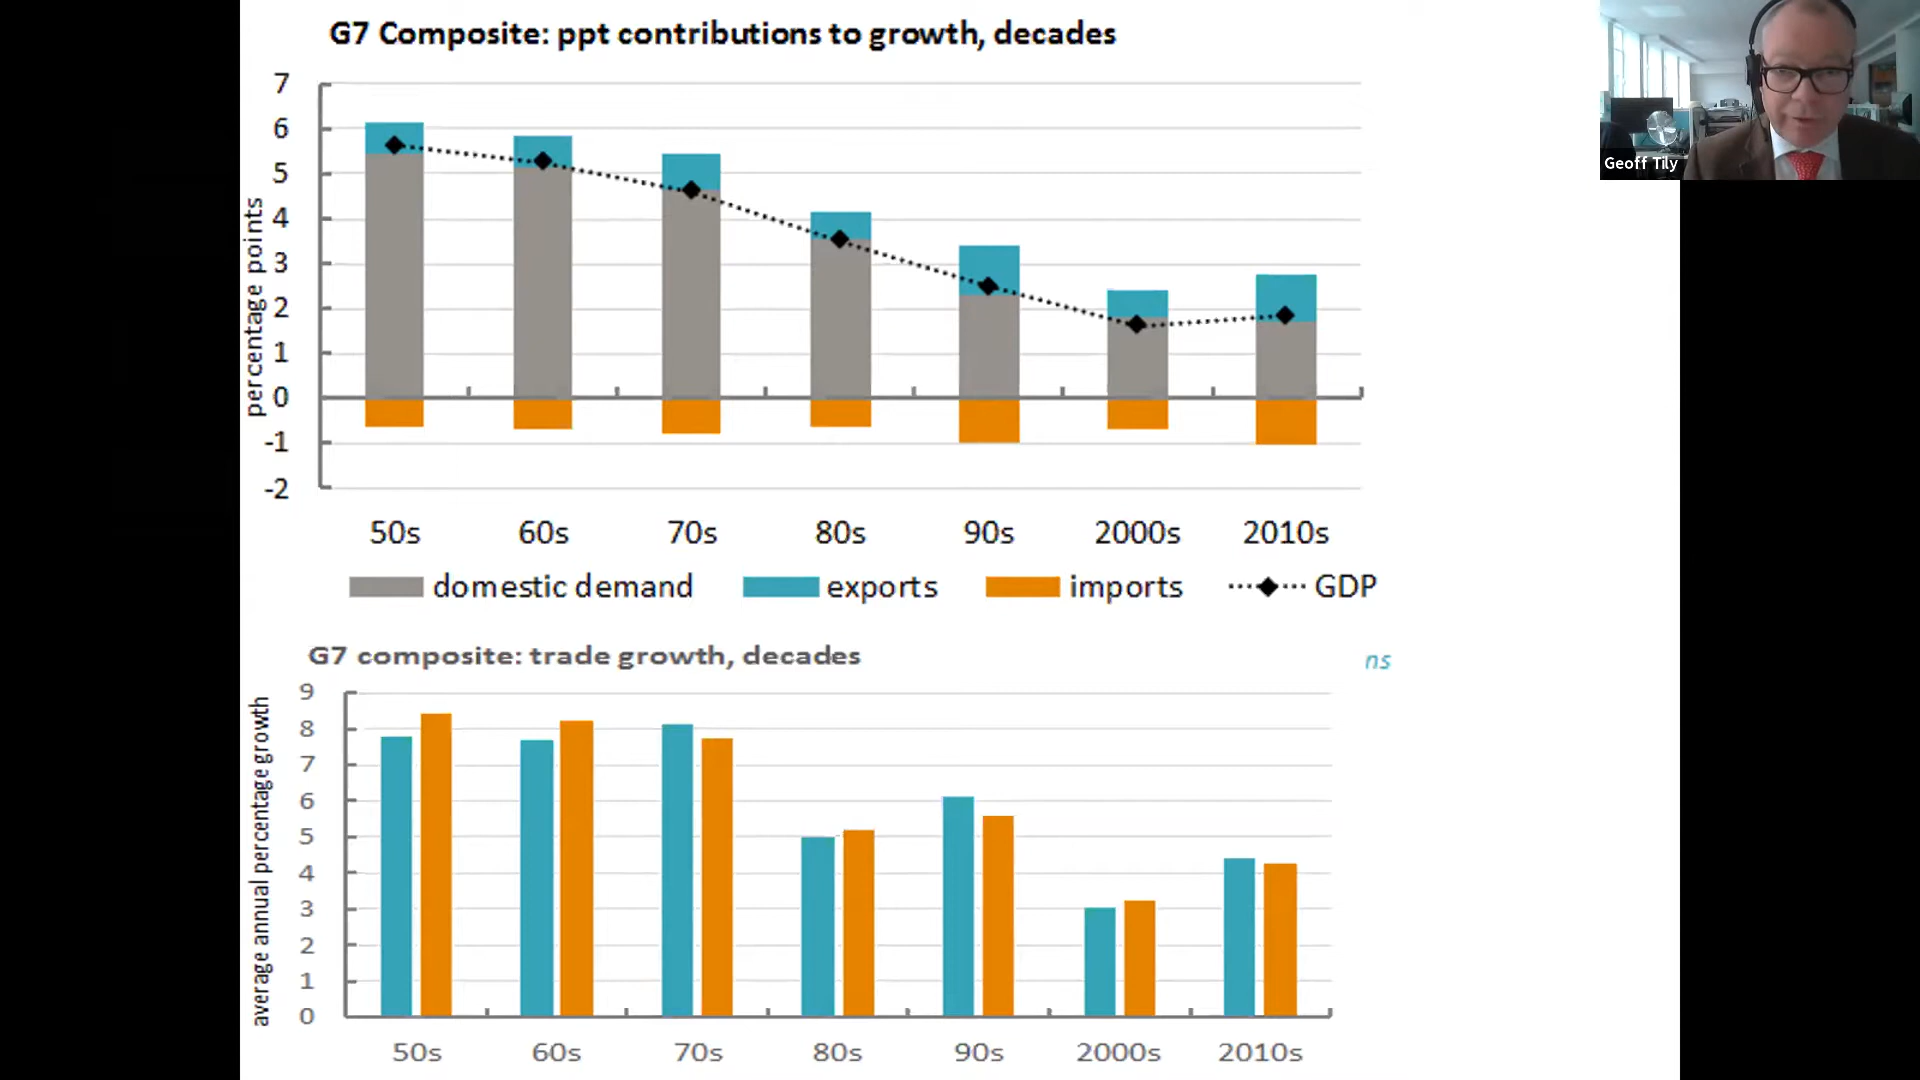 G7 Composite: ppt contributions to growth, decades
percentage points
7
6
5
4
3
2
1
0
-1
-2
50s 60s 70s 80s 90s 2000s 2010s
domestic demand exports imports GDP
Geoff Tily
G7 composite: trade growth, decades
ns
average annual percentage growth
9
8
7
6
5
4
3
2
1
0
50s 60s 70s 80s 90s 2000s 2010s